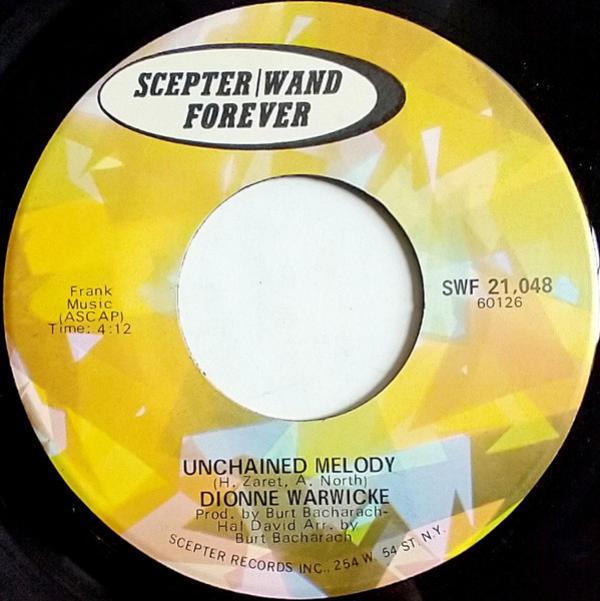 SCEPTER|WAND
FOREVER
Frank
Music
(ASCAP)
Time: 4:12
SWF 21,048
60126
UNCHAINED MELODY
(H. Zaret, A. North)
DIONNE WARWICKE
Prod. by Burt Bacharach-
Hal David Arr. by
Burt Bacharach
SCEPTER RECORDS INC., 254 W. 54 ST. N.Y.